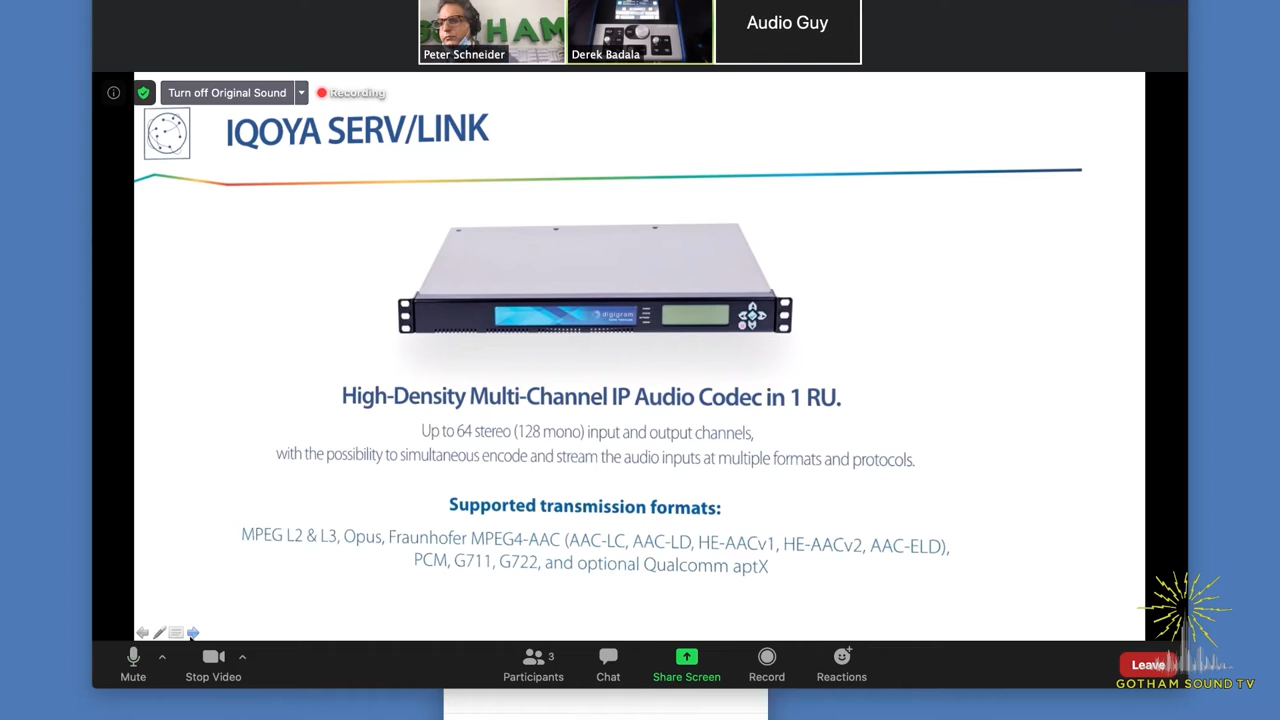 GOTHAM
Peter Schneider
Derek Badala
Audio Guy
Turn off Original Sound
Recording
IQOYA SERV/LINK
digigram
High-Density Multi-Channel IP Audio Codec in 1 RU.
Up to 64 stereo (128 mono) input and output channels,
with the possibility to simultaneous encode and stream the audio inputs at multiple formats and protocols.
Supported transmission formats:
MPEG L2 & L3, Opus, Fraunhofer MPEG4-AAC (AAC-LC, AAC-LD, HE-AACv1, HE-AACv2, AAC-ELD),
PCM, G711, G722, and optional Qualcomm aptX
Mute
Stop Video
3
Participants
Chat
Share Screen
Record
Reactions
Leave
GOTHAM SOUND TV